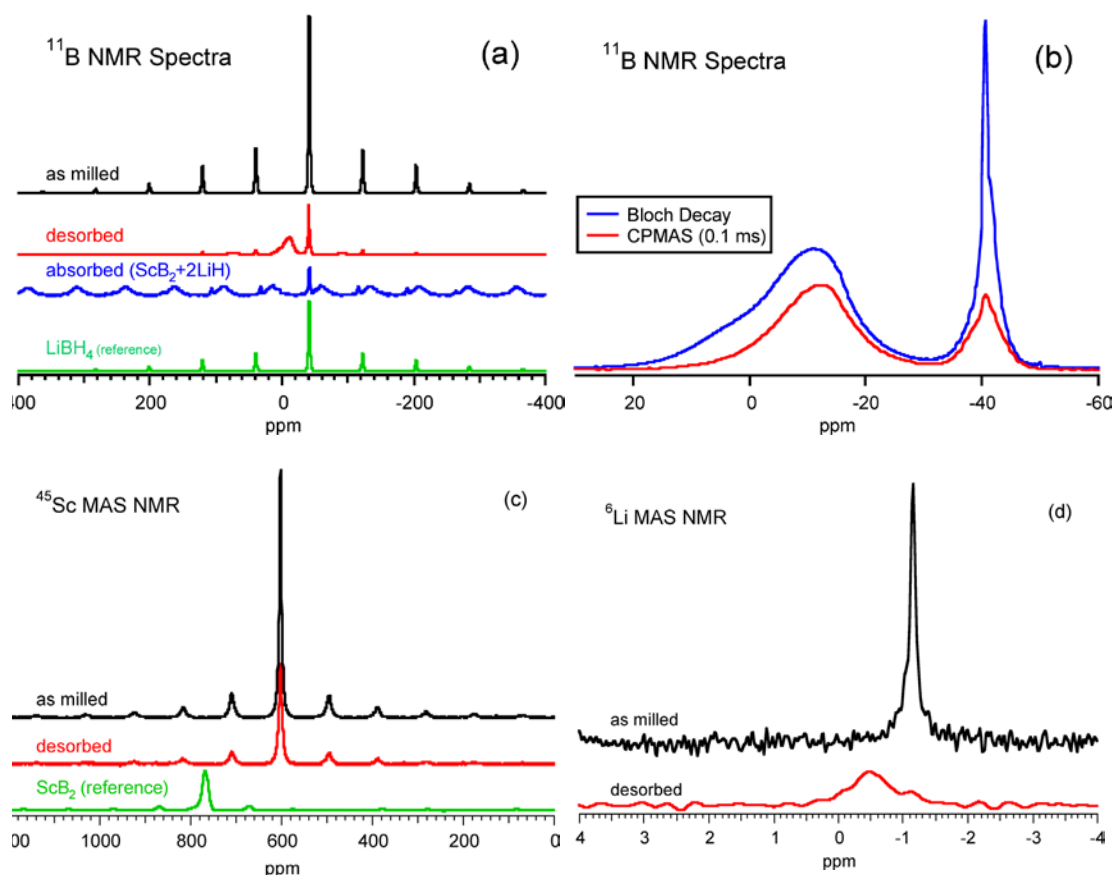 ¹¹B NMR Spectra
(a)
as milled
desorbed
absorbed (ScB₂+2LiH)
LiBH₄ (reference)
00 200 0 -200 -400
ppm
¹¹B NMR Spectra
(b)
Bloch Decay
CPMAS (0.1 ms)
20 0 -20 -40 -60
ppm
⁴⁵Sc MAS NMR
(c)
as milled
desorbed
ScB₂ (reference)
00 1000 800 600 400 200 0
ppm
⁶Li MAS NMR
(d)
as milled
desorbed
4 3 2 1 0 -1 -2 -3 -4
ppm